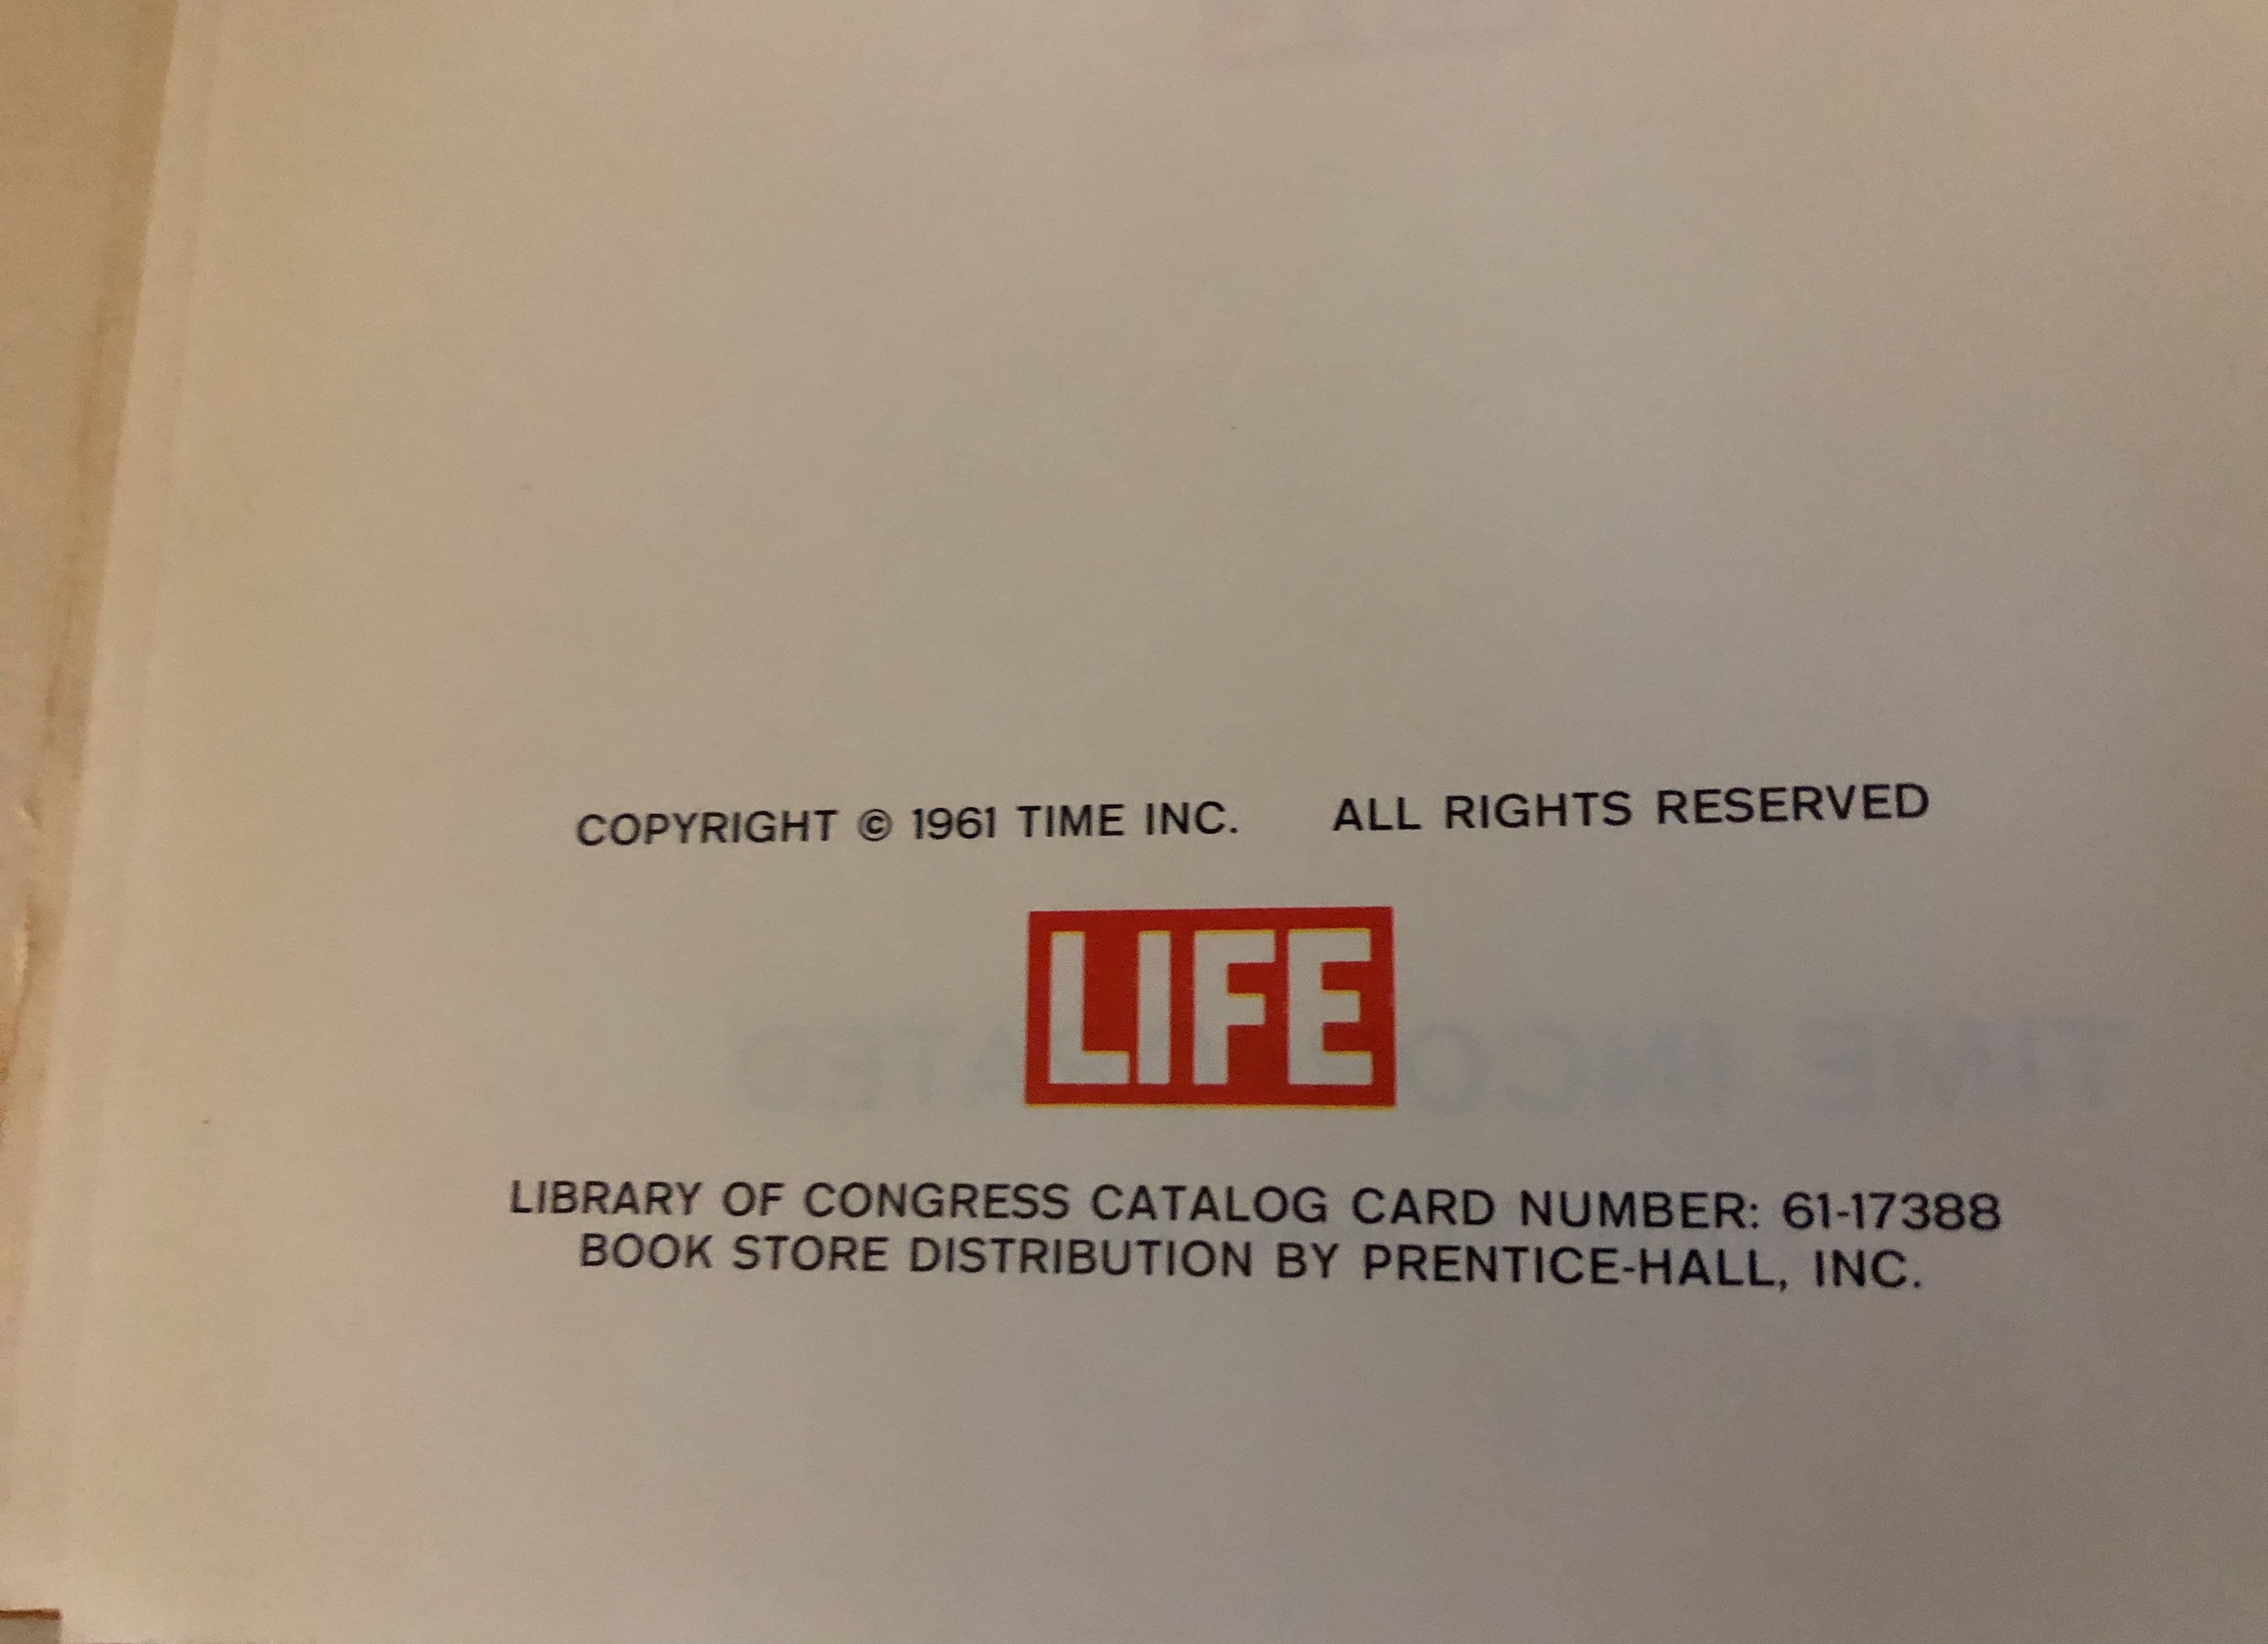 COPYRIGHT © 1961 TIME INC. ALL RIGHTS RESERVED
LIFE
LIBRARY OF CONGRESS CATALOG CARD NUMBER: 61-17388
BOOK STORE DISTRIBUTION BY PRENTICE-HALL, INC.